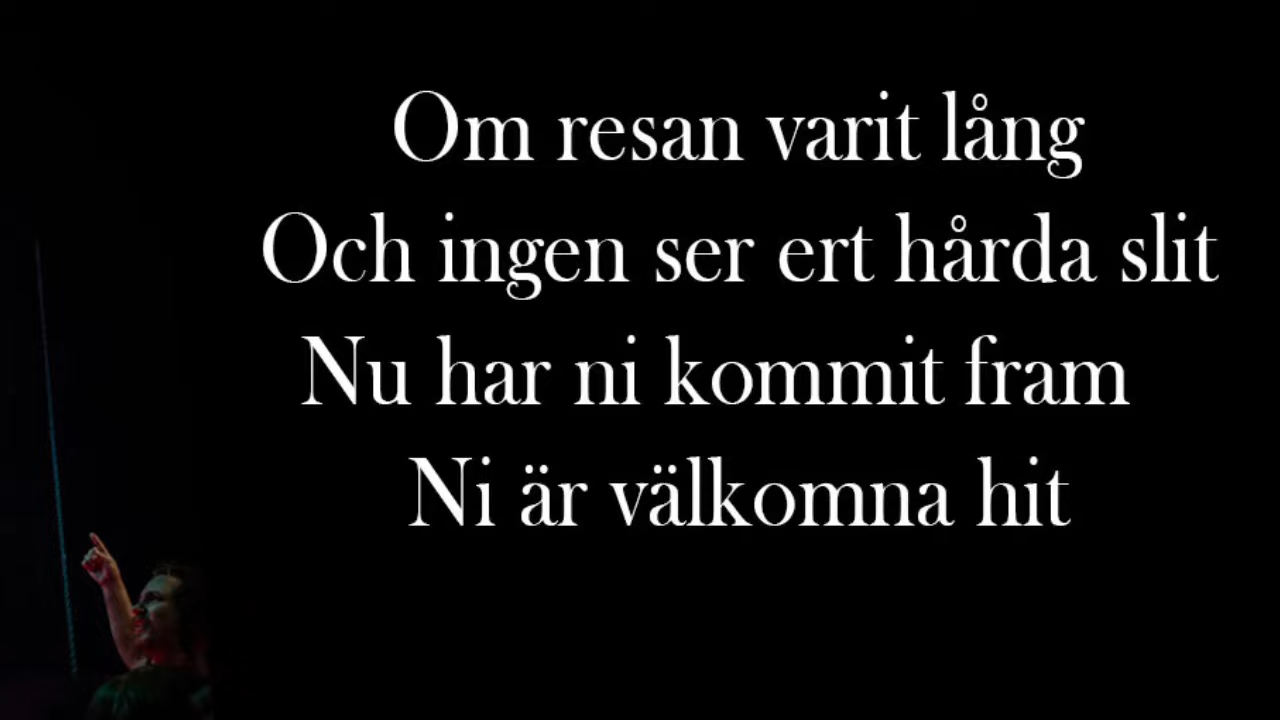 Om resan varit lång
Och ingen ser ert hårda slit
Nu har ni kommit fram
Ni är välkomna hit